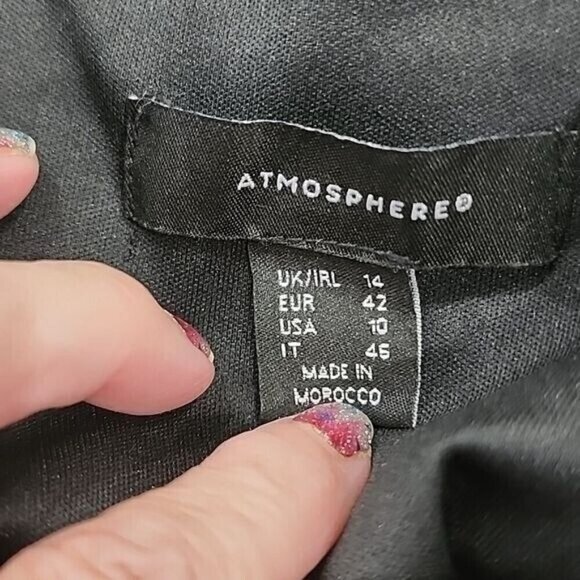 ATMOSPHERE®
UK/IRL 14
EUR 42
USA 10
IT 46
MADE IN
MOROCCO